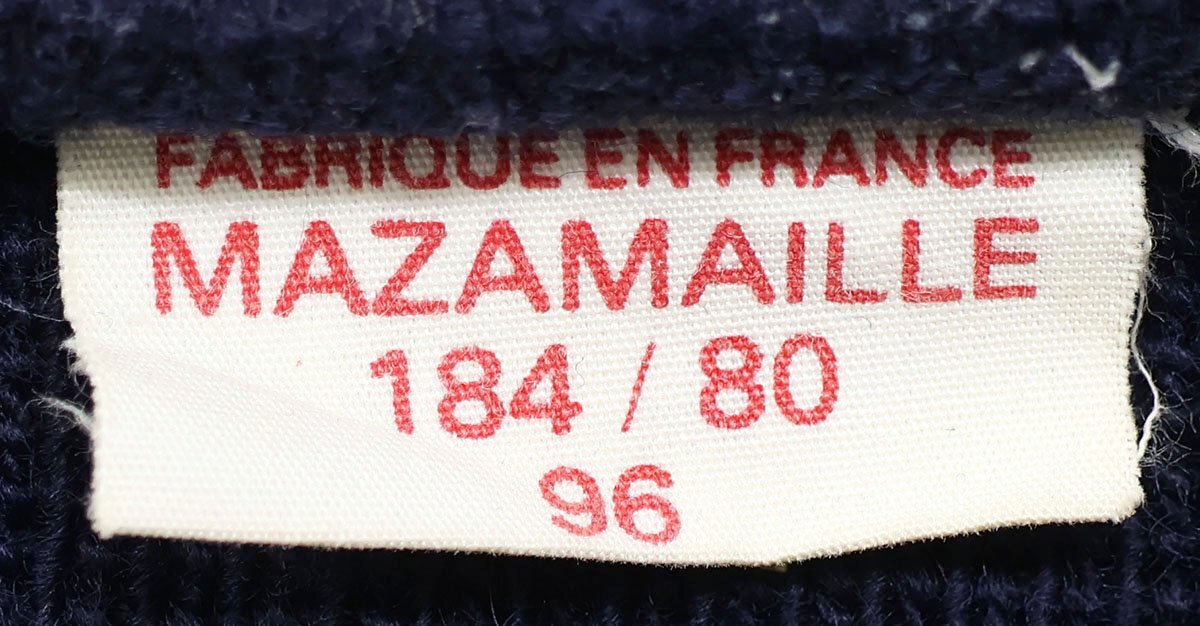 FABRIQUE EN FRANCE
MAZAMAILLE
184 / 80
96